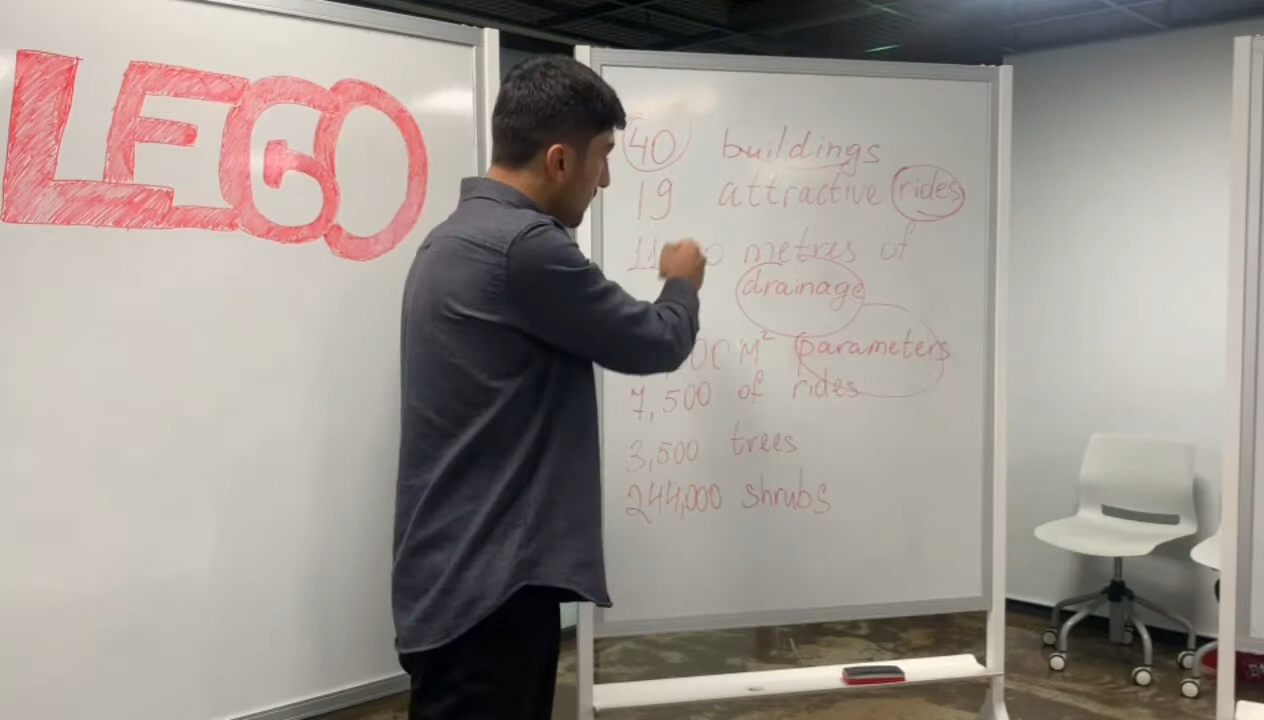 LEGO
40 buildings
19 attractive rides
metres of
drainage
M² parameters
7,500 of rides
3,500 trees
244,000 shrubs